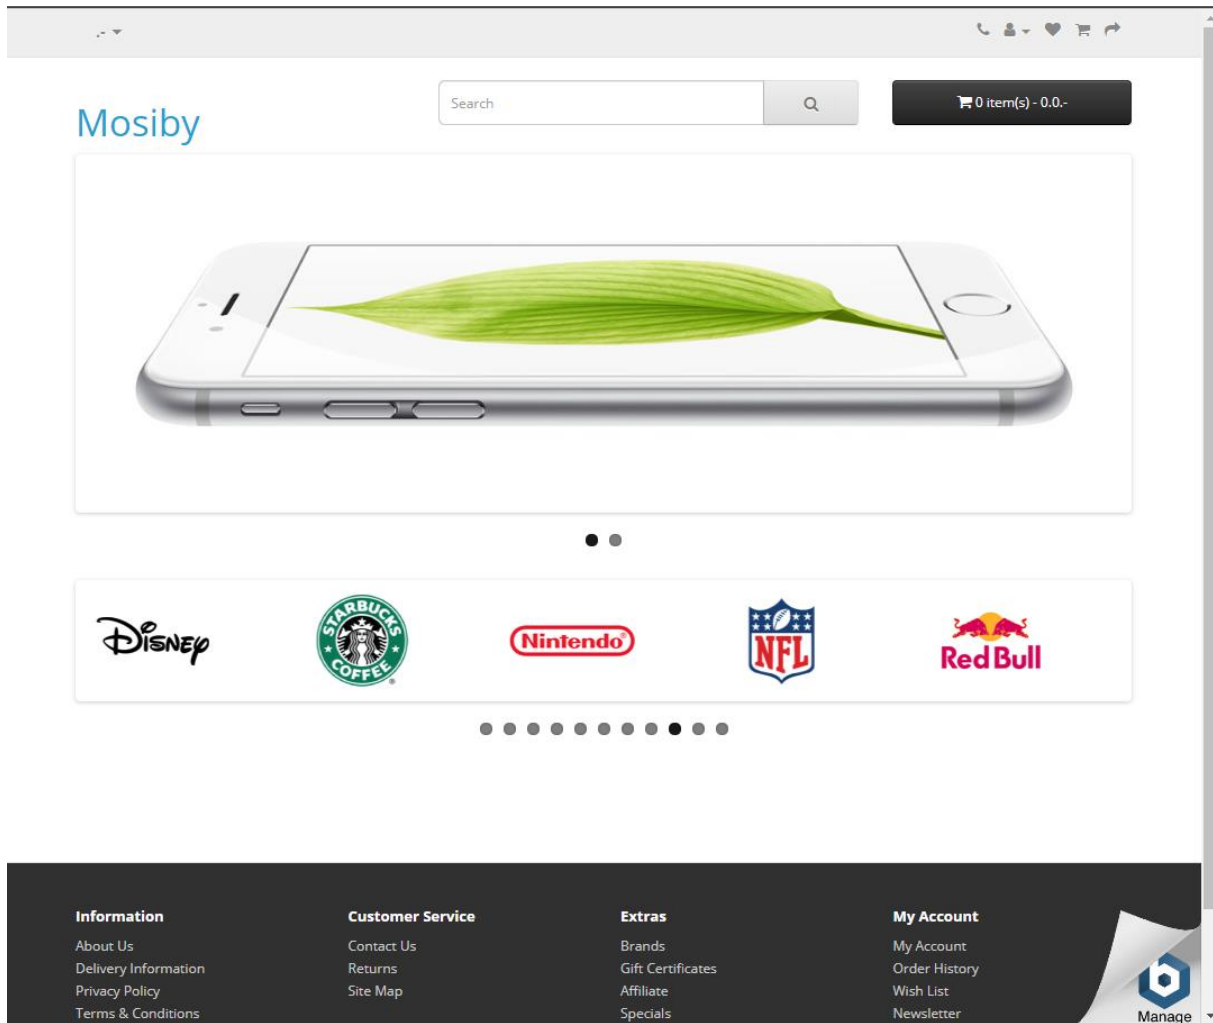 .-
Search
0 item(s) - 0.0.-
Mosiby
Disney
STARBUCKS
COFFEE
Nintendo®
NFL
Red Bull
Information
About Us
Delivery Information
Privacy Policy
Terms & Conditions
Customer Service
Contact Us
Returns
Site Map
Extras
Brands
Gift Certificates
Affiliate
Specials
My Account
My Account
Order History
Wish List
Newsletter
Manage